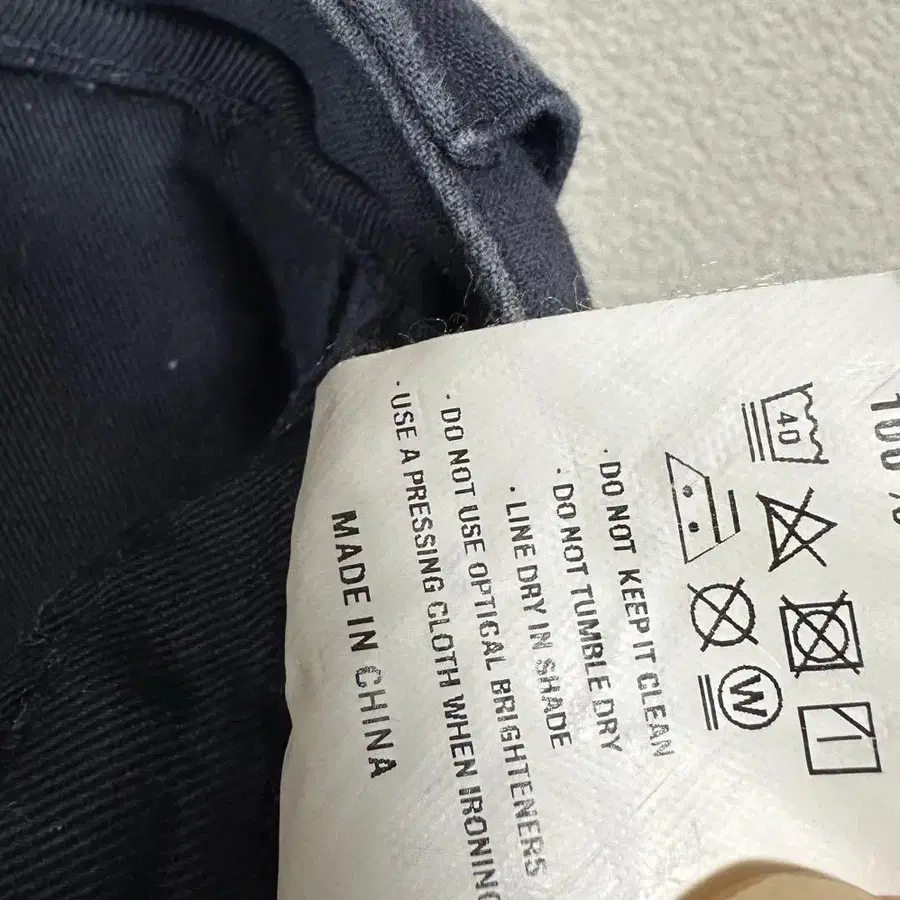 100%
40
W
· DO NOT KEEP IT CLEAN
· DO NOT TUMBLE DRY
· LINE DRY IN SHADE
· DO NOT USE OPTICAL BRIGHTENERS
· USE A PRESSING CLOTH WHEN IRONING
MADE IN CHINA